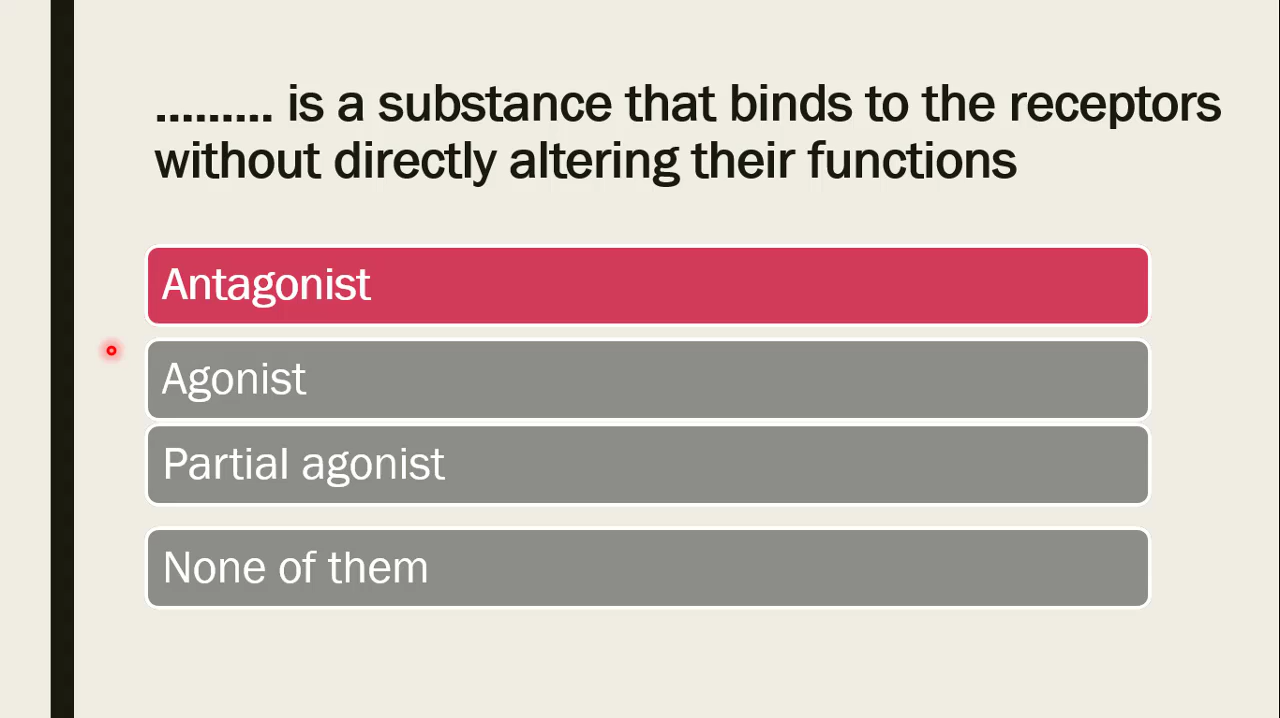 ......... is a substance that binds to the receptors
without directly altering their functions
Antagonist
Agonist
Partial agonist
None of them